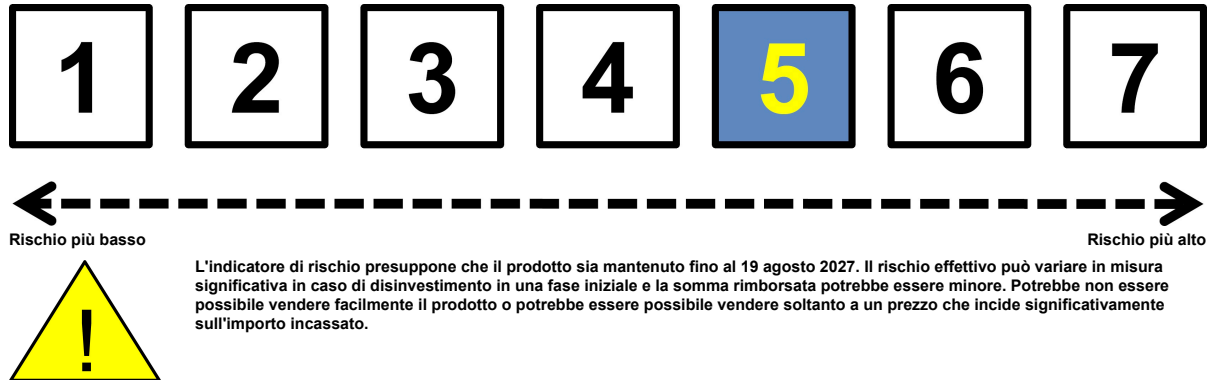 1 2 3 4 5 6 7
Rischio più basso Rischio più alto
L'indicatore di rischio presuppone che il prodotto sia mantenuto fino al 19 agosto 2027. Il rischio effettivo può variare in misura
significativa in caso di disinvestimento in una fase iniziale e la somma rimborsata potrebbe essere minore. Potrebbe non essere
possibile vendere facilmente il prodotto o potrebbe essere possibile vendere soltanto a un prezzo che incide significativamente
sull'importo incassato.
!